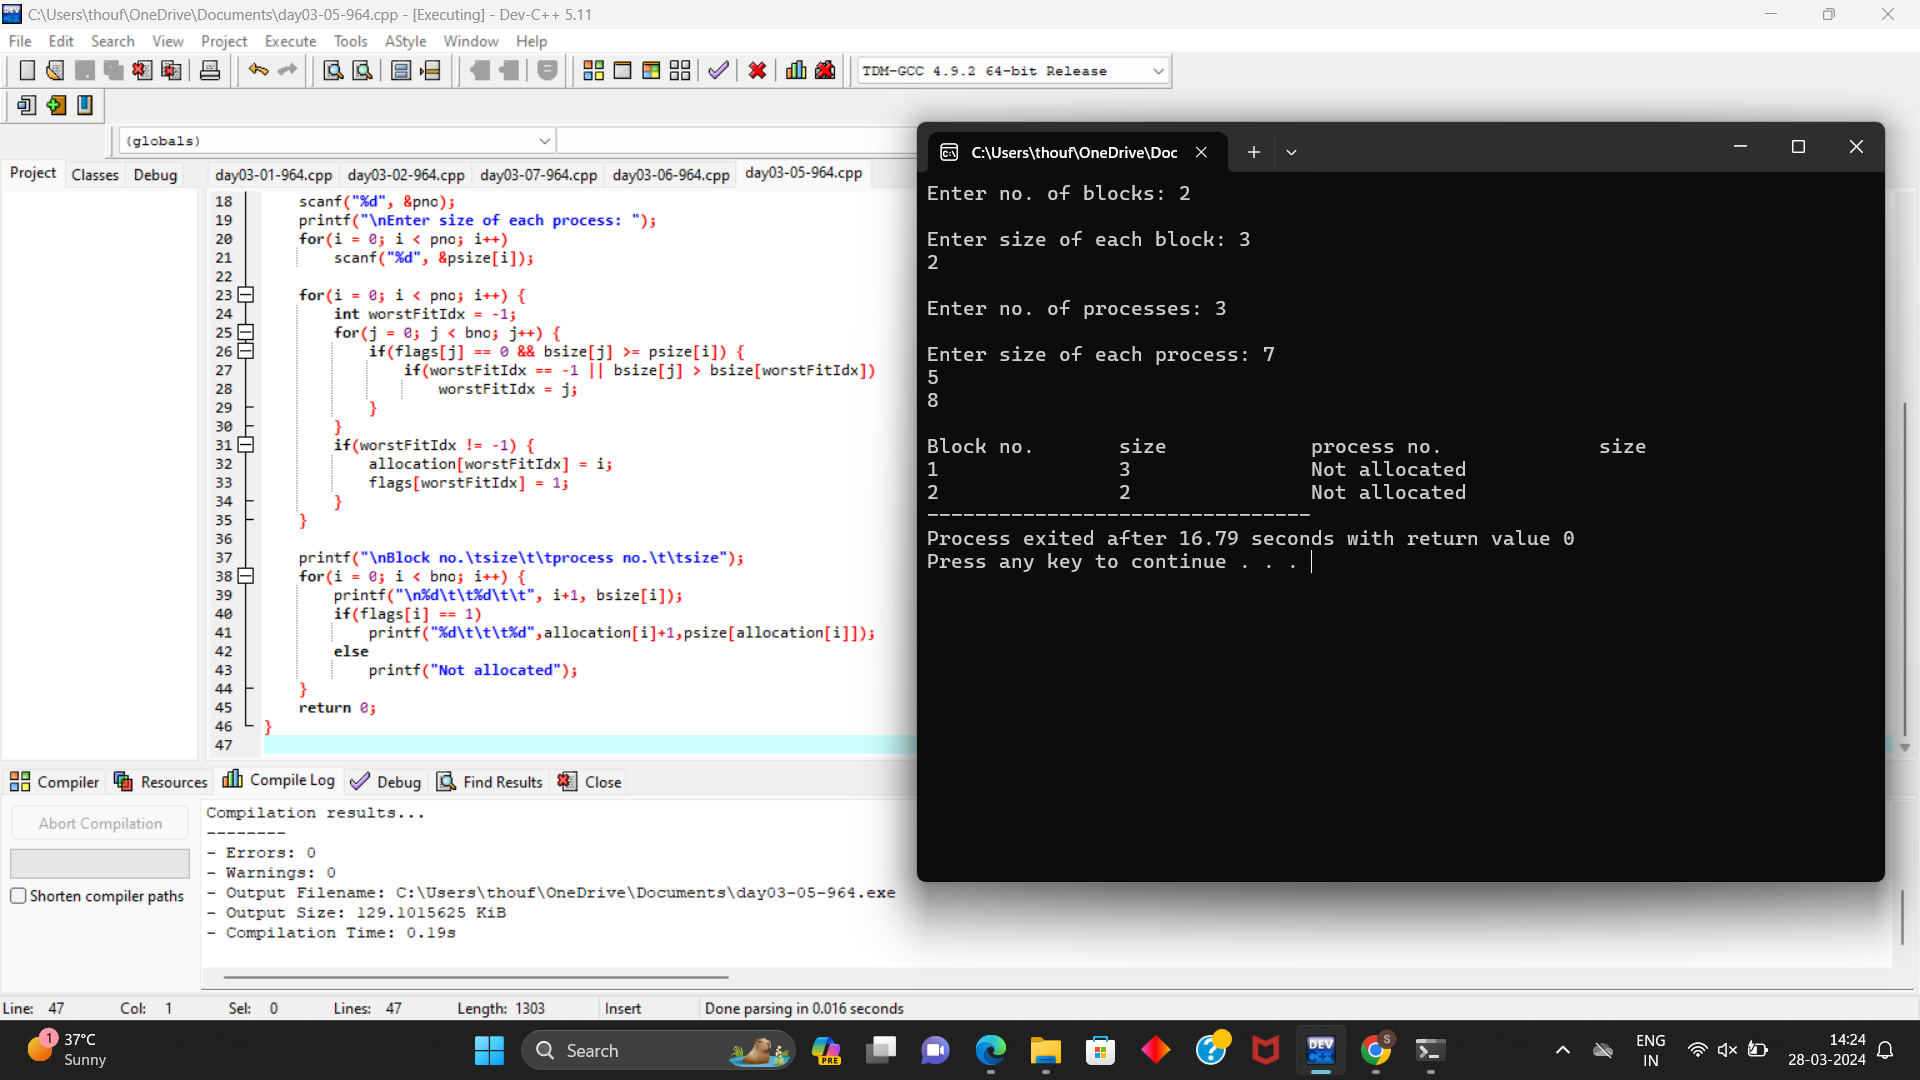 C:\Users\thouf\OneDrive\Documents\day03-05-964.cpp - [Executing] - Dev-C++ 5.11
File Edit Search View Project Execute Tools AStyle Window Help
TDM-GCC 4.9.2 64-bit Release
(globals)
Project Classes Debug
day03-01-964.cpp day03-02-964.cpp day03-07-964.cpp day03-06-964.cpp day03-05-964.cpp
18 scanf("%d", &pno);
19 printf("\nEnter size of each process: ");
20 for(i = 0; i < pno; i++)
21 scanf("%d", &psize[i]);
22
23 for(i = 0; i < pno; i++) {
24 int worstFitIdx = -1;
25 for(j = 0; j < bno; j++) {
26 if(flags[j] == 0 && bsize[j] >= psize[i]) {
27 if(worstFitIdx == -1 || bsize[j] > bsize[worstFitIdx])
28 worstFitIdx = j;
29 }
30 }
31 if(worstFitIdx != -1) {
32 allocation[worstFitIdx] = i;
33 flags[worstFitIdx] = 1;
34 }
35 }
36
37 printf("\nBlock no.\tsize\t\tprocess no.\t\tsize");
38 for(i = 0; i < bno; i++) {
39 printf("\n%d\t\t%d\t\t", i+1, bsize[i]);
40 if(flags[i] == 1)
41 printf("%d\t\t\t%d",allocation[i]+1,psize[allocation[i]]);
42 else
43 printf("Not allocated");
44 }
45 return 0;
46 }
47
C:\Users\thouf\OneDrive\Doc
Enter no. of blocks: 2
Enter size of each block: 3
2
Enter no. of processes: 3
Enter size of each process: 7
5
8
Block no. size process no. size
1 3 Not allocated
2 2 Not allocated
--------------------------------
Process exited after 16.79 seconds with return value 0
Press any key to continue . . .
Compiler Resources Compile Log Debug Find Results Close
Abort Compilation
Shorten compiler paths
Compilation results...
--------
- Errors: 0
- Warnings: 0
- Output Filename: C:\Users\thouf\OneDrive\Documents\day03-05-964.exe
- Output Size: 129.1015625 KiB
- Compilation Time: 0.19s
Line: 47 Col: 1 Sel: 0 Lines: 47 Length: 1303 Insert Done parsing in 0.016 seconds
1
37°C
Sunny
Search
PRE
DEV
C++
S
ENG
IN
14:24
28-03-2024